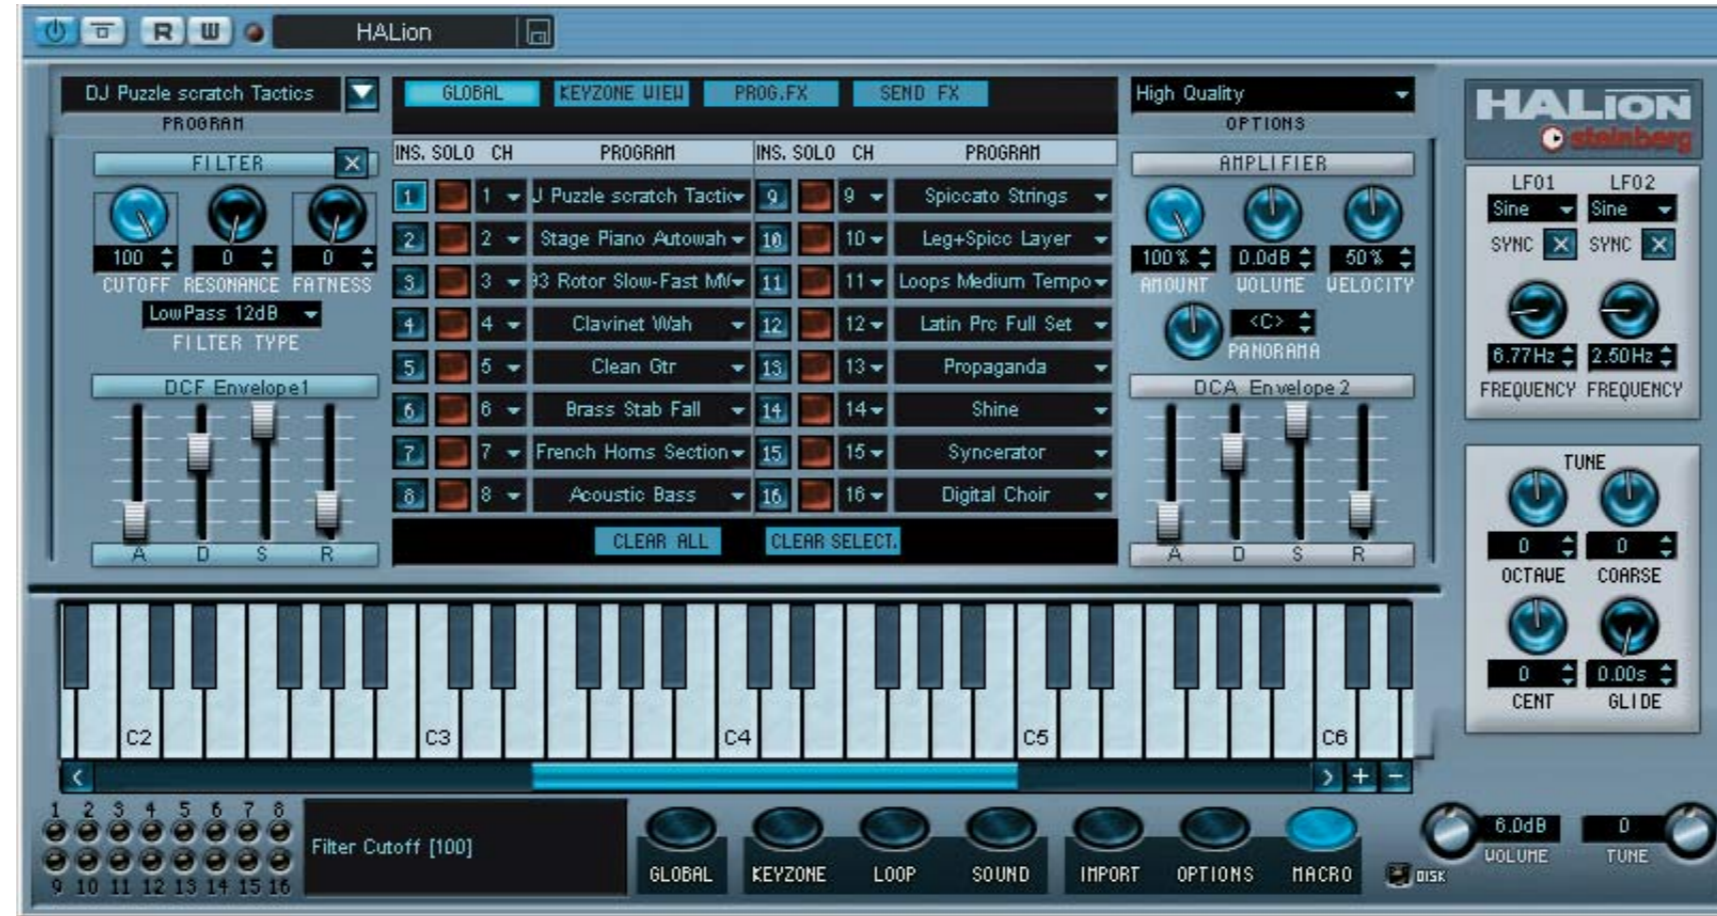 R W HALion
DJ Puzzle scratch Tactics
PROGRAM
GLOBAL KEYZONE VIEW PROG.FX SEND FX
High Quality
OPTIONS
HALion
steinberg
FILTER X
100 0 0
CUTOFF RESONANCE FATNESS
LowPass 12dB
FILTER TYPE
DCF Envelope1
A D S R
INS. SOLO CH PROGRAM INS. SOLO CH PROGRAM
1 1 J Puzzle scratch Tactic 9 9 Spiccato Strings
2 2 Stage Piano Autowah 10 10 Leg+Spicc Layer
3 3 33 Rotor Slow-Fast MW 11 11 Loops Medium Tempo
4 4 Clavinet Wah 12 12 Latin Prc Full Set
5 5 Clean Gtr 13 13 Propaganda
6 6 Brass Stab Fall 14 14 Shine
7 7 French Horns Section 15 15 Syncerator
8 8 Acoustic Bass 16 16 Digital Choir
CLEAR ALL CLEAR SELECT.
AMPLIFIER
100% 0.0dB 50%
AMOUNT VOLUME VELOCITY
<C>
PANORAMA
DCA Envelope2
A D S R
LFO1 LFO2
Sine Sine
SYNC X SYNC X
6.77Hz 2.50Hz
FREQUENCY FREQUENCY
TUNE
0 0
OCTAVE COARSE
0 0.00s
CENT GLIDE
C2 C3 C4 C5 C6
< > + -
1 2 3 4 5 6 7 8
9 10 11 12 13 14 15 16
Filter Cutoff [100]
GLOBAL KEYZONE LOOP SOUND IMPORT OPTIONS MACRO
DISK
6.0dB 0
VOLUME TUNE